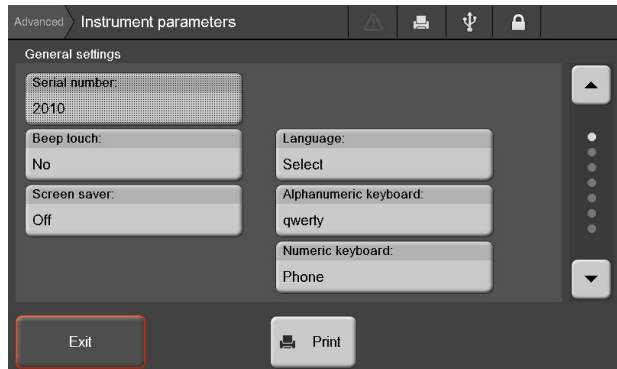 Advanced Instrument parameters
General settings
Serial number:
2010
Beep touch:
No
Language:
Select
Screen saver:
Off
Alphanumeric keyboard:
qwerty
Numeric keyboard:
Phone
Exit
Print